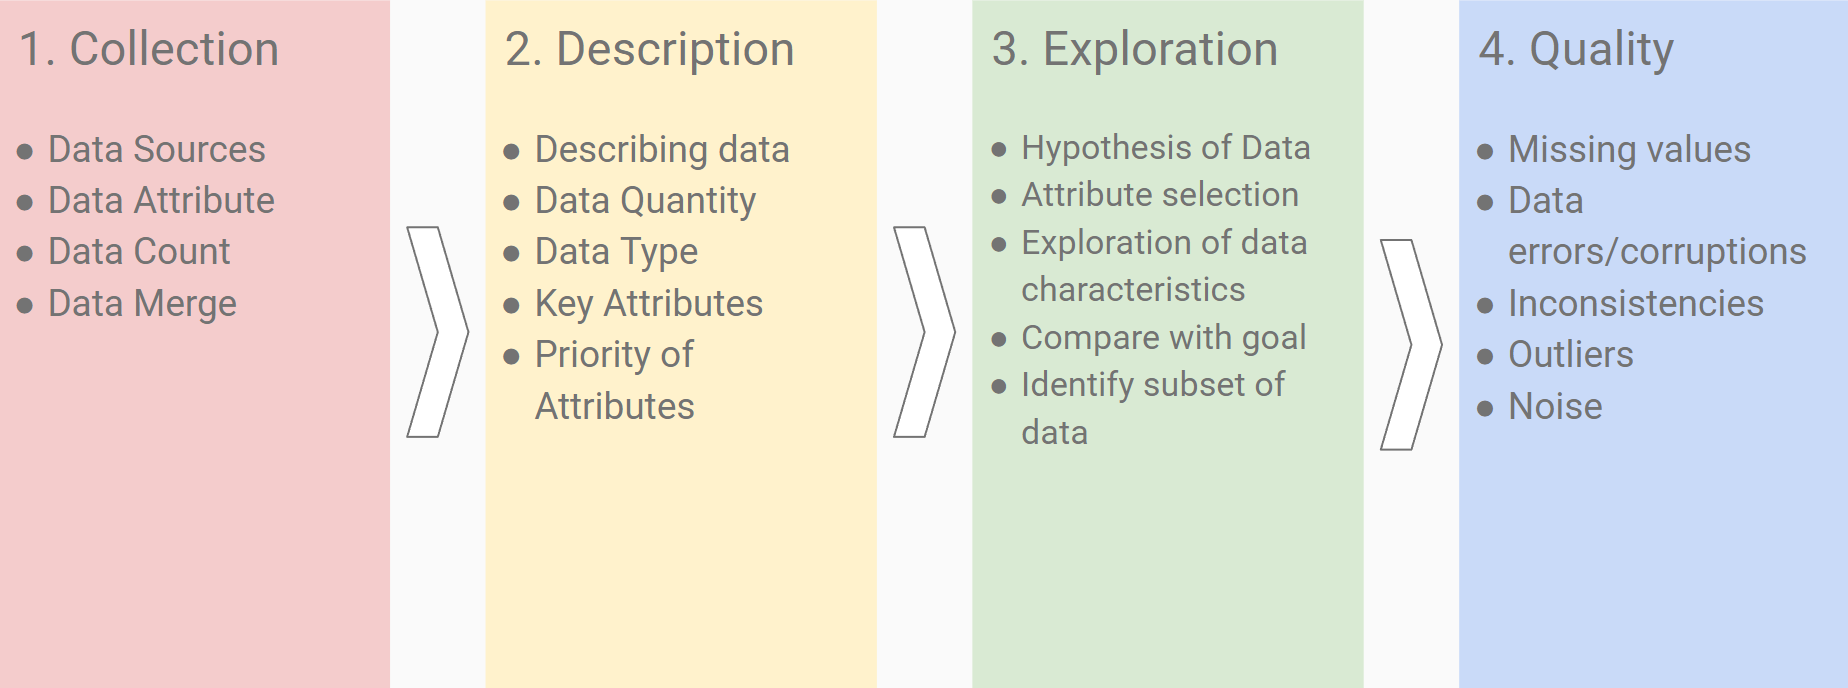 1. Collection
● Data Sources
● Data Attribute
● Data Count
● Data Merge
2. Description
● Describing data
● Data Quantity
● Data Type
● Key Attributes
● Priority of
Attributes
3. Exploration
● Hypothesis of Data
● Attribute selection
● Exploration of data
characteristics
● Compare with goal
● Identify subset of
data
4. Quality
● Missing values
● Data
errors/corruptions
● Inconsistencies
● Outliers
● Noise